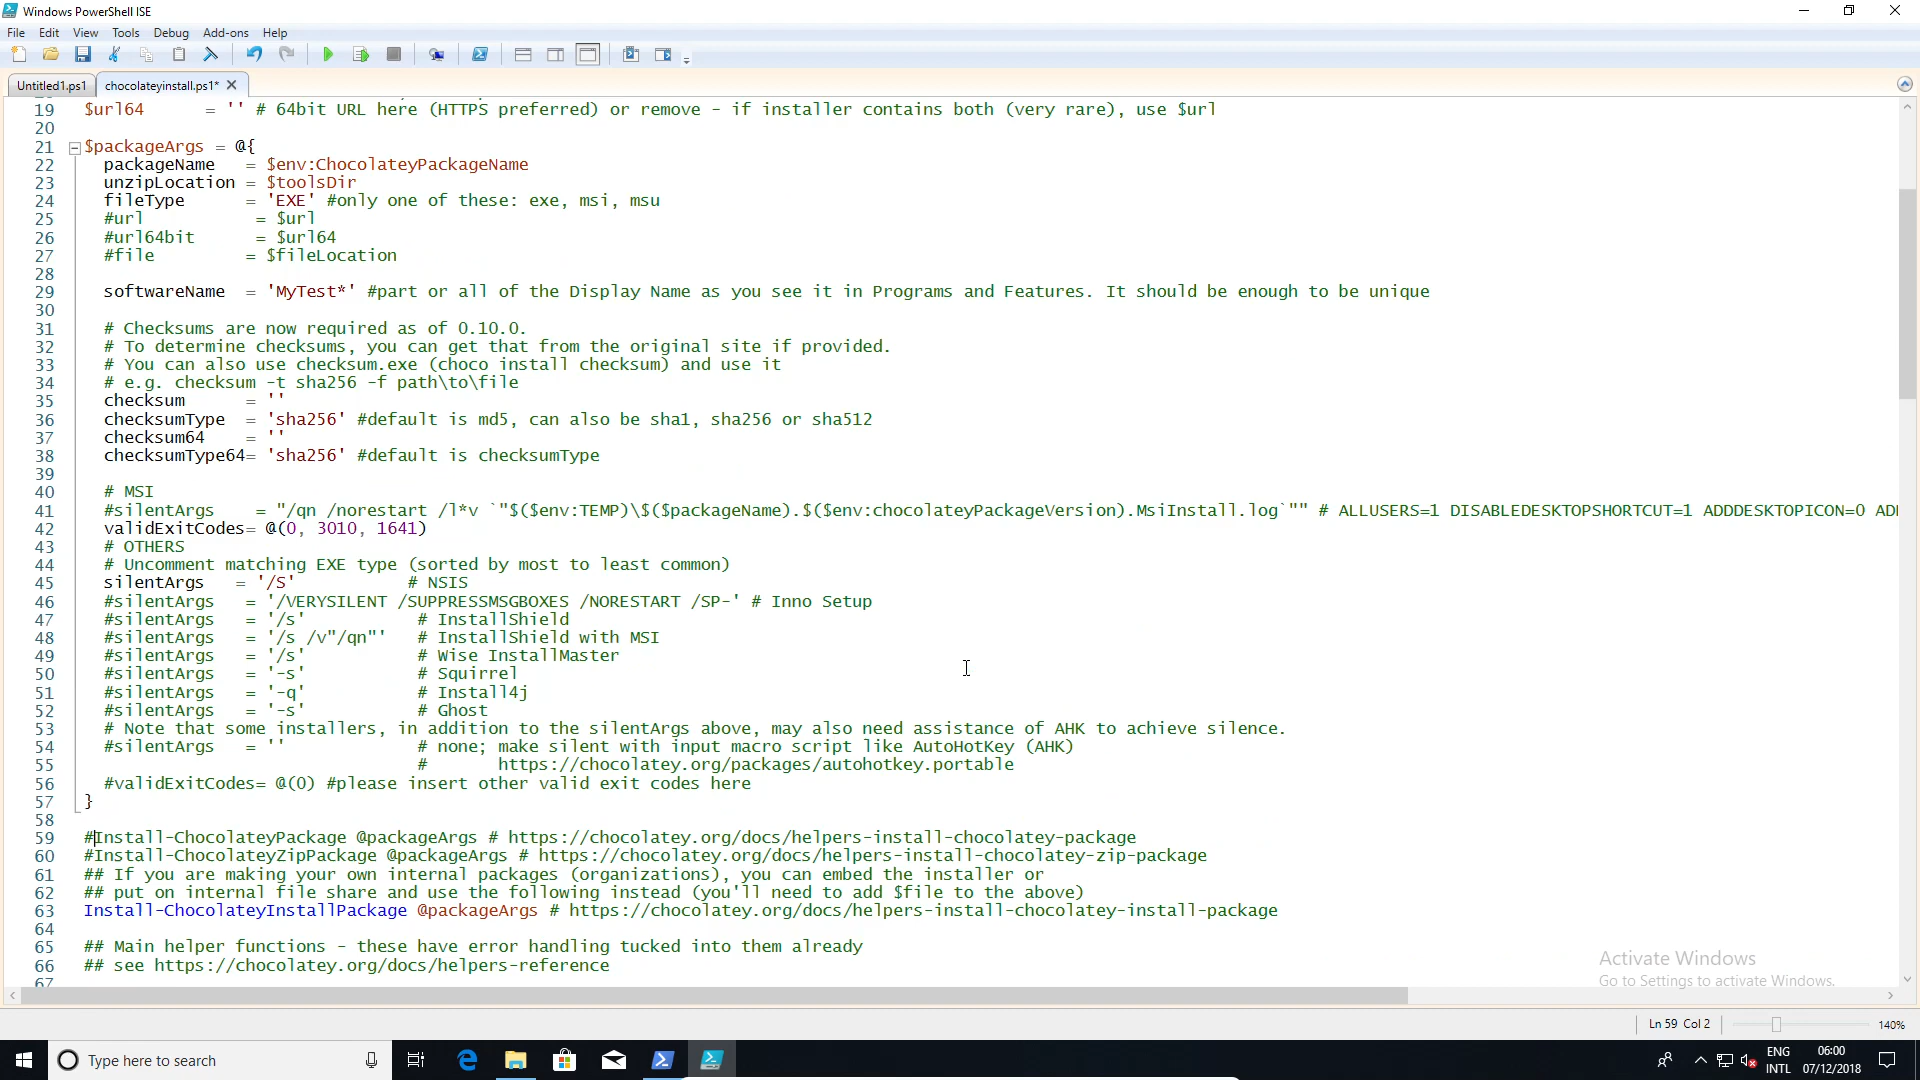 Windows PowerShell ISE
File Edit View Tools Debug Add-ons Help
Untitled1.ps1 chocolateyinstall.ps1*
19 $url64 = '' # 64bit URL here (HTTPS preferred) or remove - if installer contains both (very rare), use $url
20
21 $packageArgs = @{
22 packageName = $env:ChocolateyPackageName
23 unzipLocation = $toolsDir
24 fileType = 'EXE' #only one of these: exe, msi, msu
25 #url = $url
26 #url64bit = $url64
27 #file = $fileLocation
28
29 softwareName = 'MyTest*' #part or all of the Display Name as you see it in Programs and Features. It should be enough to be unique
30
31 # Checksums are now required as of 0.10.0.
32 # To determine checksums, you can get that from the original site if provided.
33 # You can also use checksum.exe (choco install checksum) and use it
34 # e.g. checksum -t sha256 -f path\to\file
35 checksum = ''
36 checksumType = 'sha256' #default is md5, can also be sha1, sha256 or sha512
37 checksum64 = ''
38 checksumType64= 'sha256' #default is checksumType
39
40 # MSI
41 #silentArgs = "/qn /norestart /l*v `"$($env:TEMP)\$($packageName).$($env:chocolateyPackageVersion).MsiInstall.log`"" # ALLUSERS=1 DISABLEDESKTOPSHORTCUT=1 ADDDESKTOPICON=0
42 validExitCodes= @(0, 3010, 1641)
43 # OTHERS
44 # Uncomment matching EXE type (sorted by most to least common)
45 silentArgs = '/S' # NSIS
46 #silentArgs = '/VERYSILENT /SUPPRESSMSGBOXES /NORESTART /SP-' # Inno Setup
47 #silentArgs = '/s' # InstallShield
48 #silentArgs = '/s /v"/qn"' # InstallShield with MSI
49 #silentArgs = '/s' # Wise InstallMaster
50 #silentArgs = '-s' # Squirrel
51 #silentArgs = '-q' # Install4j
52 #silentArgs = '-s' # Ghost
53 # Note that some installers, in addition to the silentArgs above, may also need assistance of AHK to achieve silence.
54 #silentArgs = '' # none; make silent with input macro script like AutoHotKey (AHK)
55 # https://chocolatey.org/packages/autohotkey.portable
56 #validExitCodes= @(0) #please insert other valid exit codes here
57 }
58
59 #Install-ChocolateyPackage @packageArgs # https://chocolatey.org/docs/helpers-install-chocolatey-package
60 #Install-ChocolateyZipPackage @packageArgs # https://chocolatey.org/docs/helpers-install-chocolatey-zip-package
61 ## If you are making your own internal packages (organizations), you can embed the installer or
62 ## put on internal file share and use the following instead (you'll need to add $file to the above)
63 Install-ChocolateyInstallPackage @packageArgs # https://chocolatey.org/docs/helpers-install-chocolatey-install-package
64
65 ## Main helper functions - these have error handling tucked into them already
66 ## see https://chocolatey.org/docs/helpers-reference
67
Activate Windows
Go to Settings to activate Windows.
Ln 59 Col 2 140%
Type here to search
ENG 06:00
INTL 07/12/2018